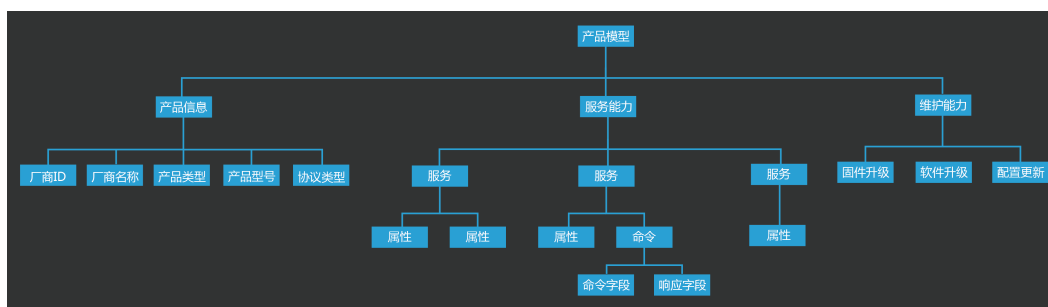 产品模型
产品信息
服务能力
维护能力
厂商ID
厂商名称
产品类型
产品型号
协议类型
服务
服务
服务
固件升级
软件升级
配置更新
属性
属性
属性
命令
属性
命令字段
响应字段